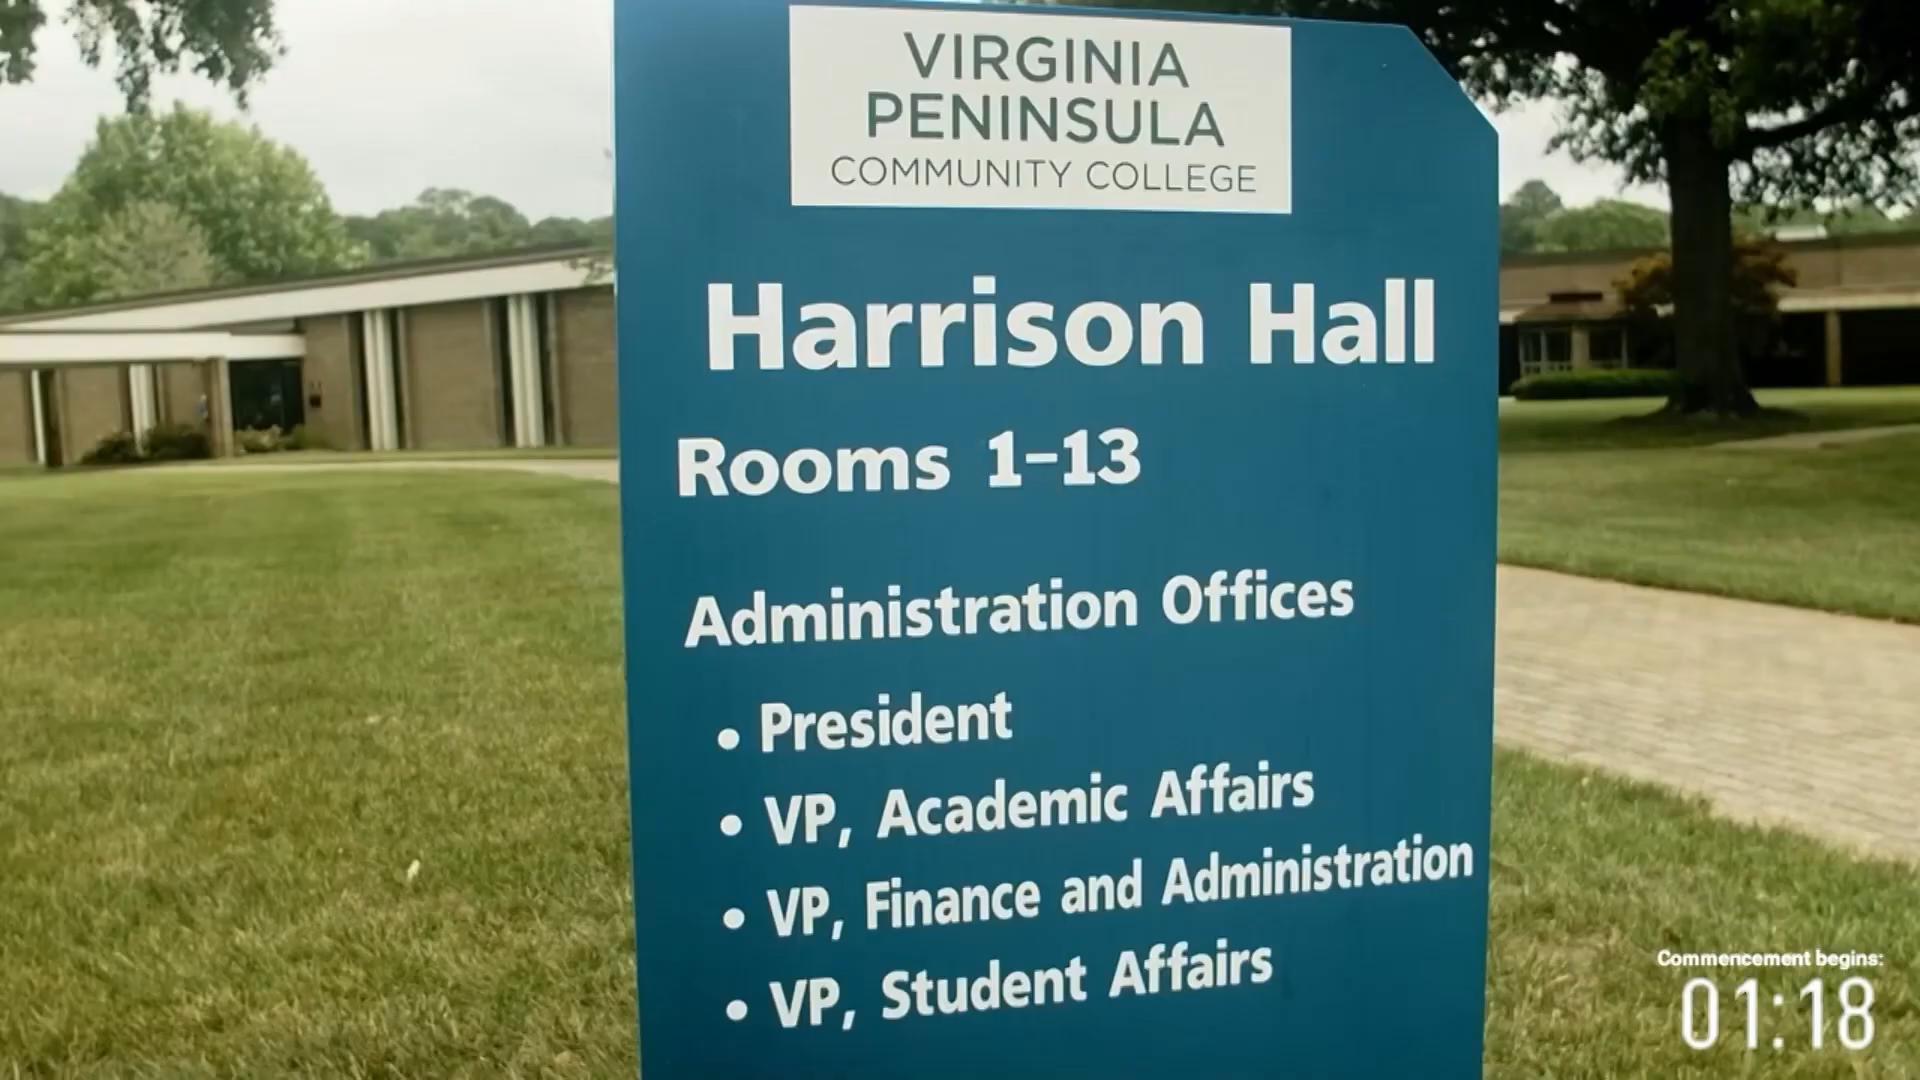 VIRGINIA
PENINSULA
COMMUNITY COLLEGE
Harrison Hall
Rooms 1–13
Administration Offices
• President
• VP, Academic Affairs
• VP, Finance and Administration
• VP, Student Affairs
Commencement begins:
01:18